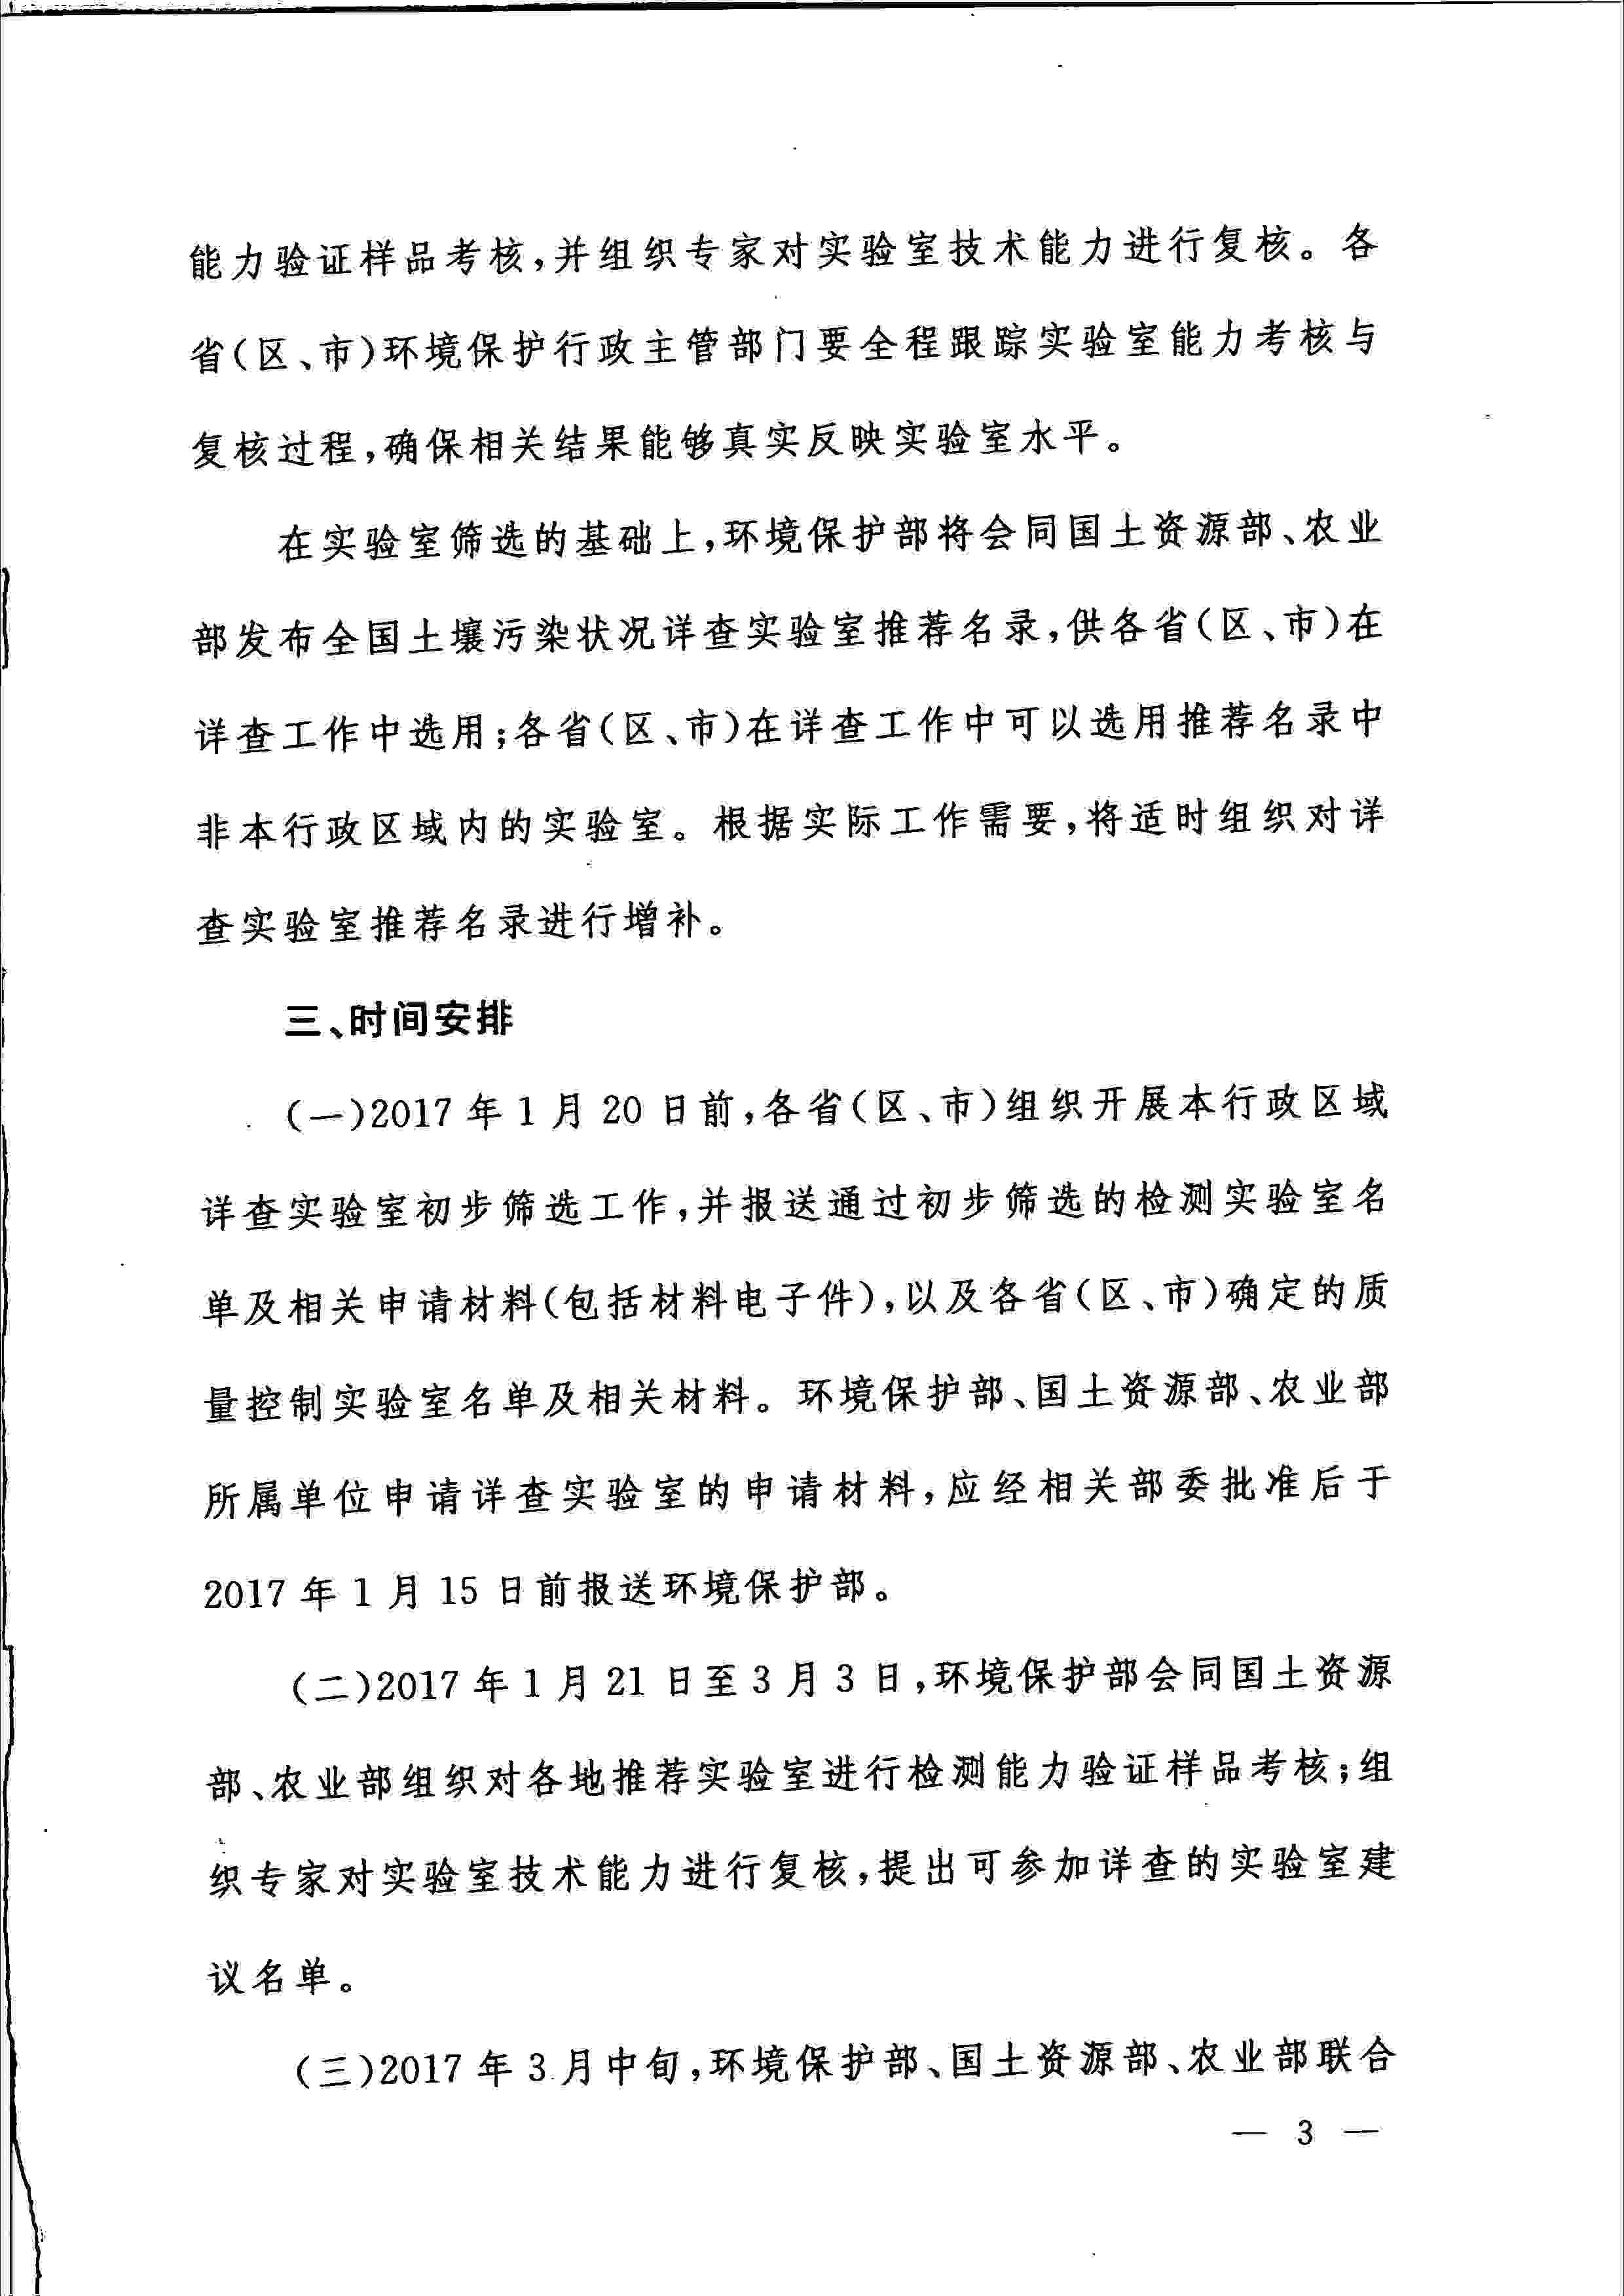 能力验证样品考核,并组织专家对实验室技术能力进行复核。各
省(区、市)环境保护行政主管部门要全程跟踪实验室能力考核与
复核过程,确保相关结果能够真实反映实验室水平。
在实验室筛选的基础上,环境保护部将会同国土资源部、农业
部发布全国土壤污染状况详查实验室推荐名录,供各省(区、市)在
详查工作中选用;各省(区、市)在详查工作中可以选用推荐名录中
非本行政区域内的实验室。根据实际工作需要,将适时组织对详
查实验室推荐名录进行增补。
三、时间安排
(一)2017年1月20日前,各省(区、市)组织开展本行政区域
详查实验室初步筛选工作,并报送通过初步筛选的检测实验室名
单及相关申请材料(包括材料电子件),以及各省(区、市)确定的质
量控制实验室名单及相关材料。环境保护部、国土资源部、农业部
所属单位申请详查实验室的申请材料,应经相关部委批准后于
2017年1月15日前报送环境保护部。
(二)2017年1月21日至3月3日,环境保护部会同国土资源
部、农业部组织对各地推荐实验室进行检测能力验证样品考核;组
织专家对实验室技术能力进行复核,提出可参加详查的实验室建
议名单。
(三)2017年3月中旬,环境保护部、国土资源部、农业部联合
— 3 —